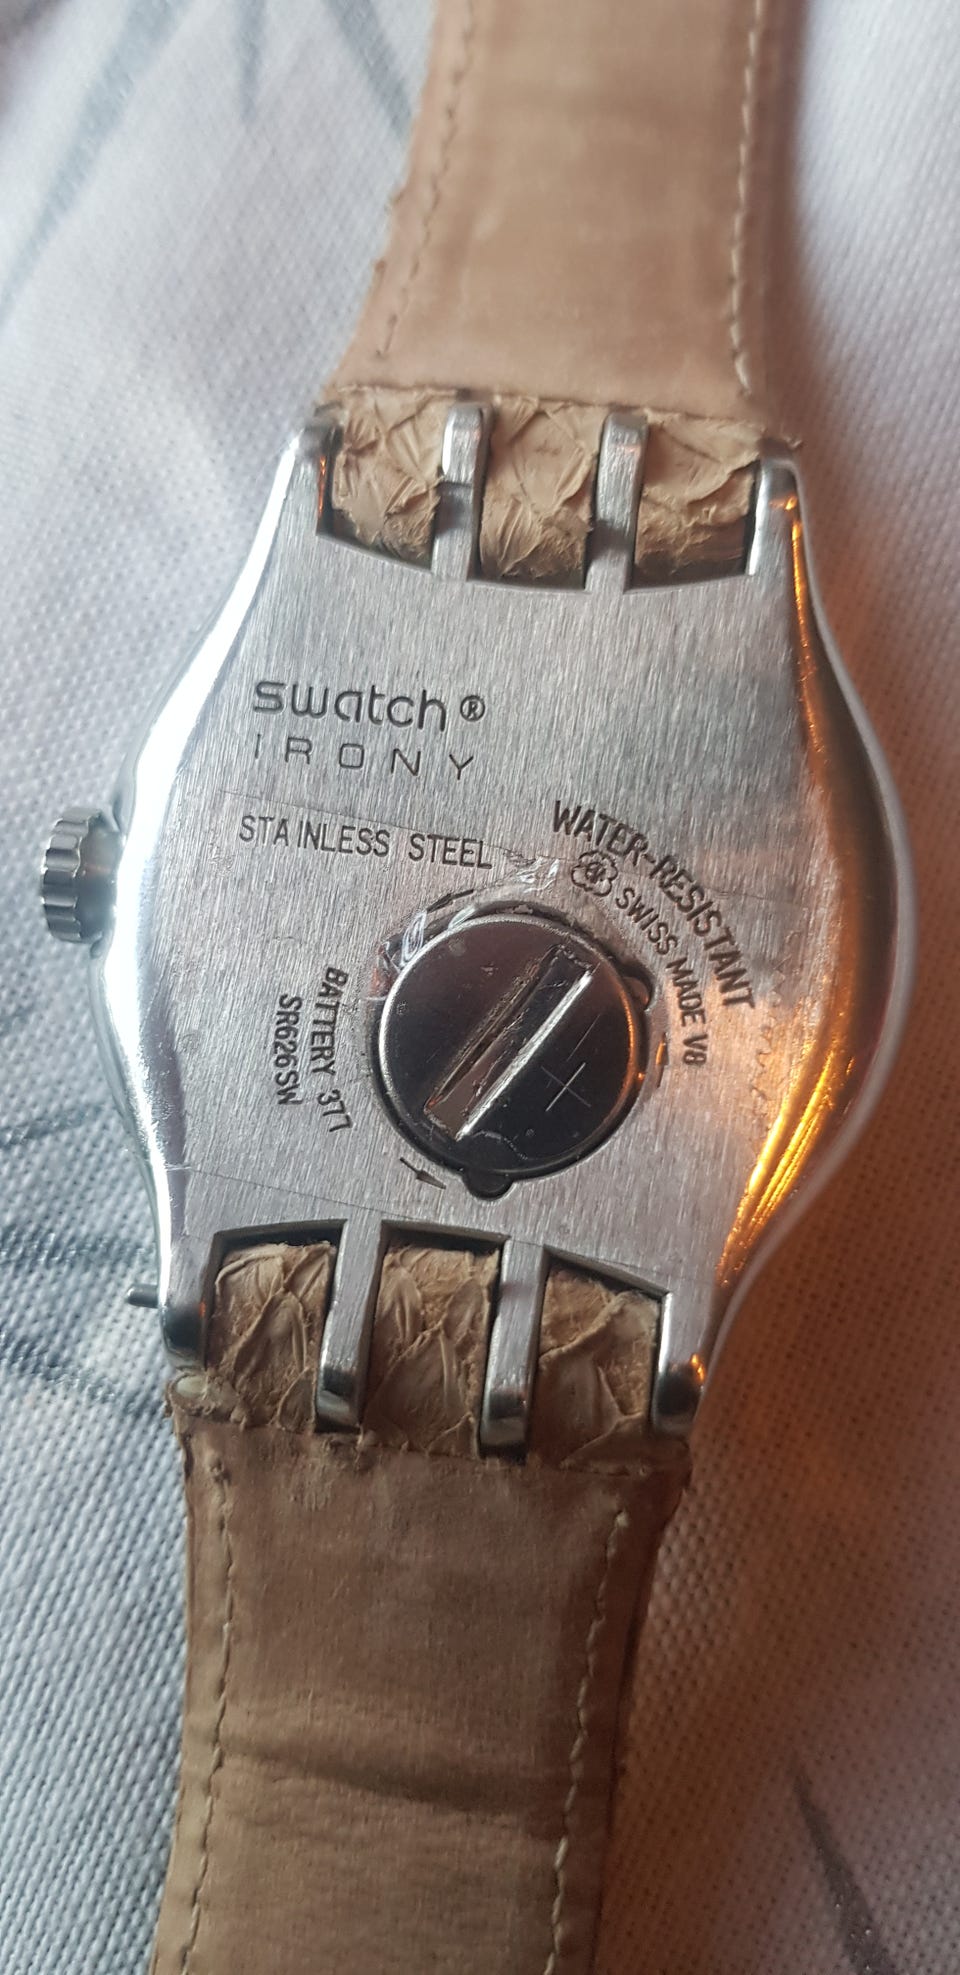 swatch®
IRONY
STAINLESS STEEL
WATER-RESISTANT
SWISS MADE V8
BATTERY 377
SR626SW
+